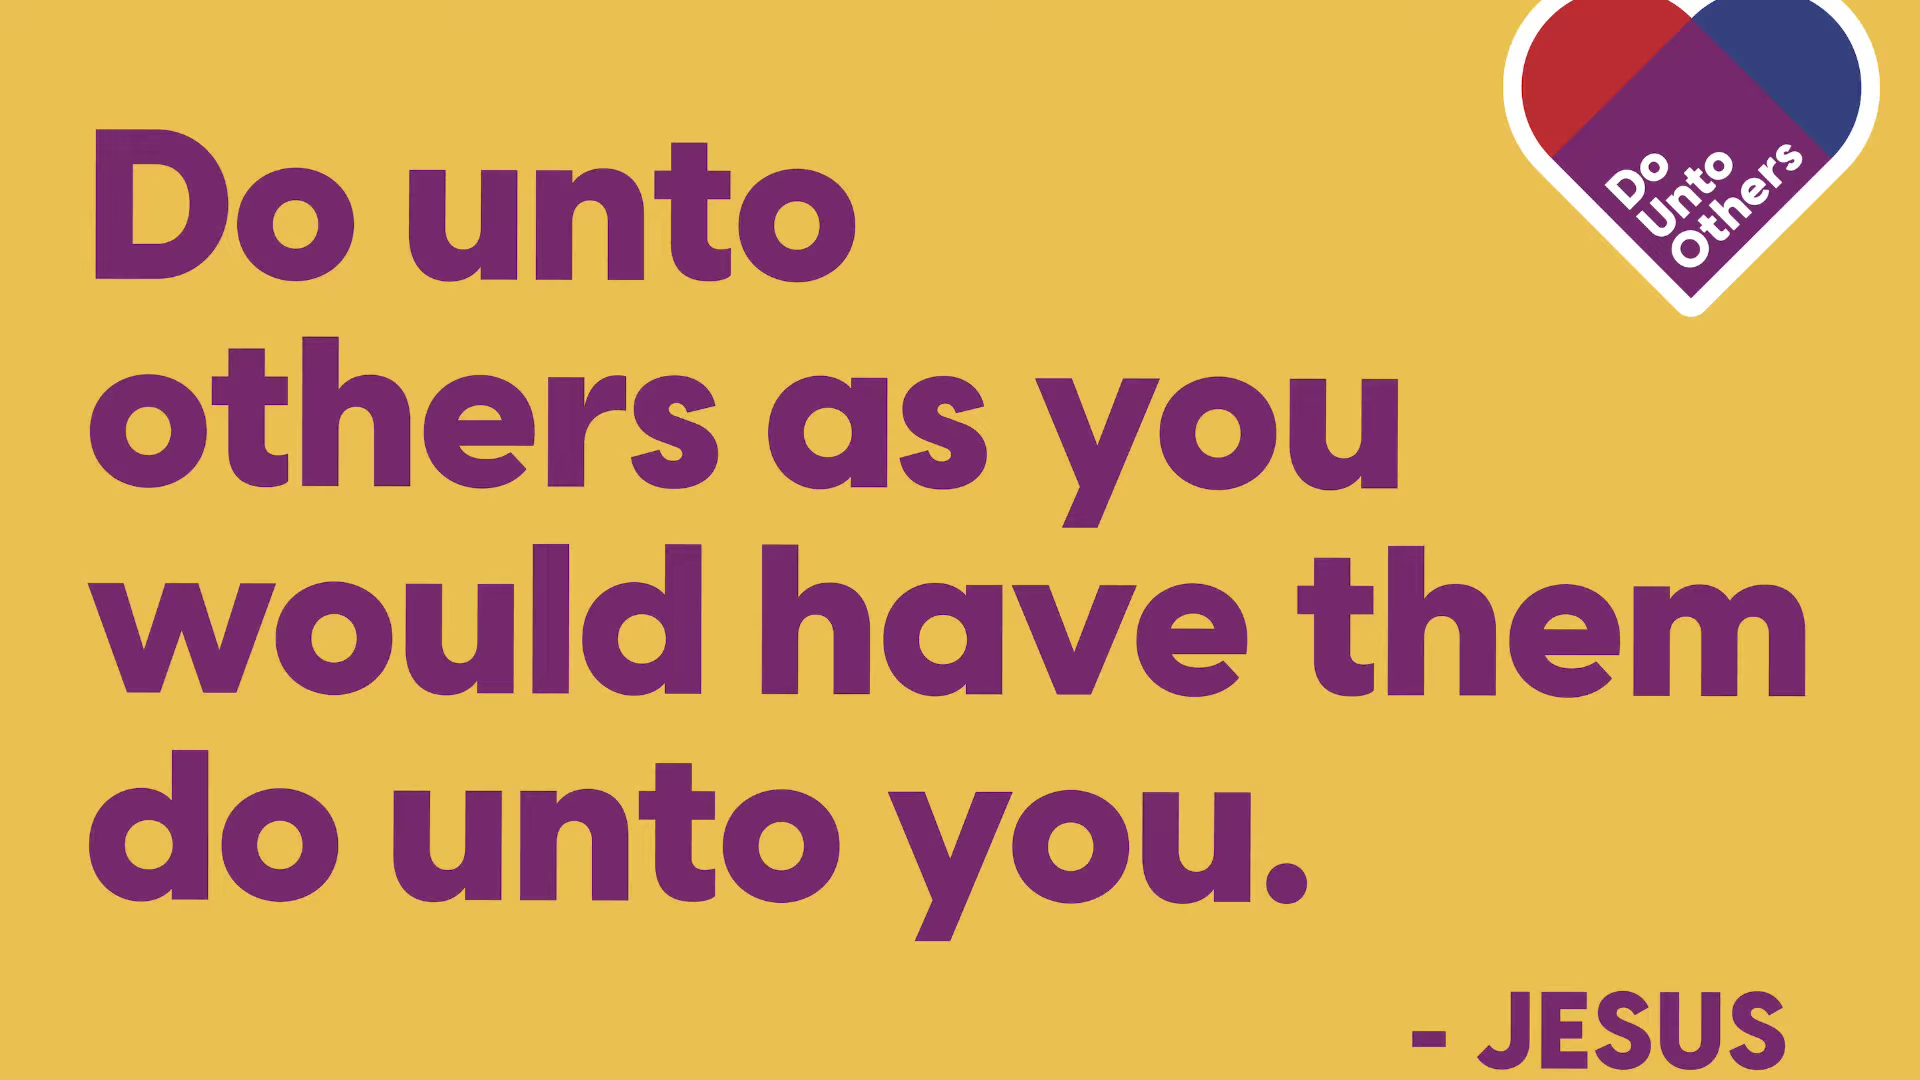 Do unto
others as you
would have them
do unto you.
- JESUS
Do
Unto
Others